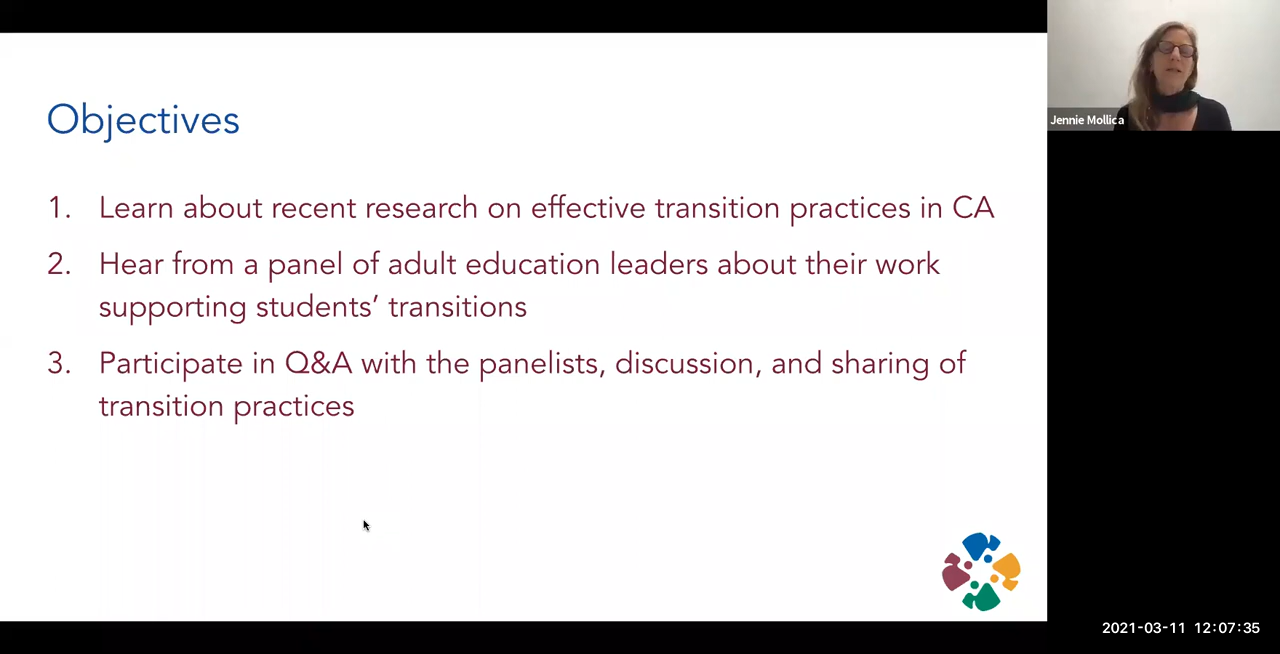 Objectives
1. Learn about recent research on effective transition practices in CA
2. Hear from a panel of adult education leaders about their work
supporting students’ transitions
3. Participate in Q&A with the panelists, discussion, and sharing of
transition practices
Jennie Mollica
2021-03-11 12:07:35